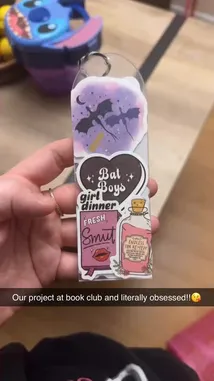 Bat
Boys
girl
dinner
FRESH
Smut
Our project at book club and literally obsessed!!😘